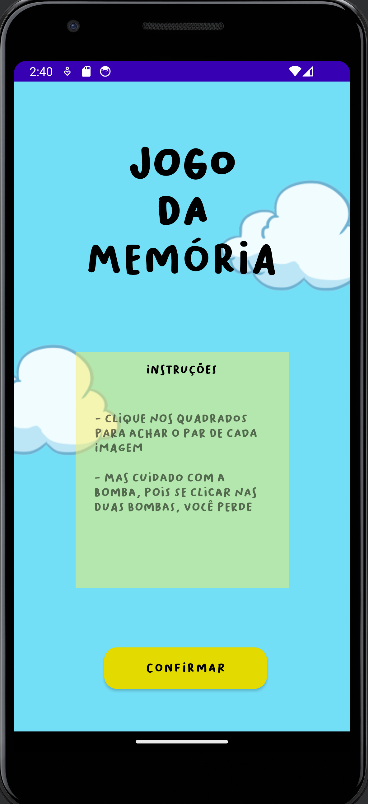 2:40
JOGO
DA
MEMÓRIA
INSTRUÇÕES
- CLIQUE NOS QUADRADOS
PARA ACHAR O PAR DE CADA
IMAGEM
- MAS CUIDADO COM A
BOMBA, POIS SE CLICAR NAS
DUAS BOMBAS, VOCÊ PERDE
CONFIRMAR